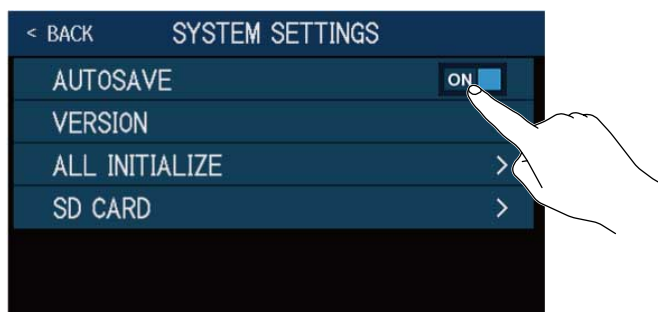 < BACK SYSTEM SETTINGS
AUTOSAVE ON
VERSION
ALL INITIALIZE >
SD CARD >